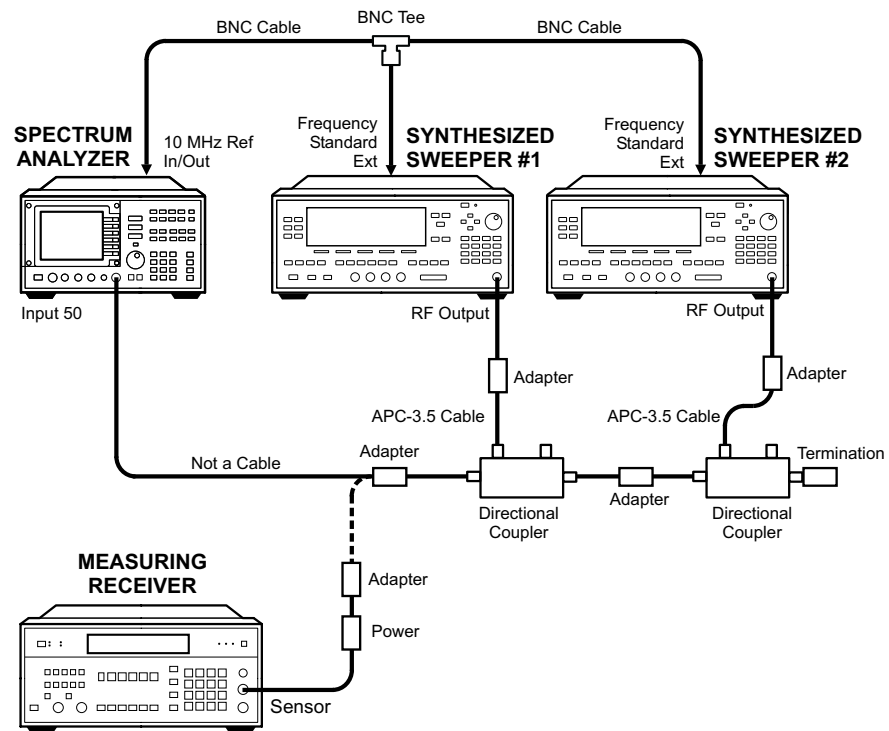 BNC Tee
BNC Cable
BNC Cable
SPECTRUM
ANALYZER
10 MHz Ref
In/Out
Frequency
Standard
Ext
SYNTHESIZED
SWEEPER #1
Frequency
Standard
Ext
SYNTHESIZED
SWEEPER #2
Input 50
RF Output
RF Output
Adapter
Adapter
APC-3.5 Cable
APC-3.5 Cable
Adapter
Termination
Not a Cable
Adapter
Directional
Coupler
Directional
Coupler
MEASURING
RECEIVER
Adapter
Power
Sensor